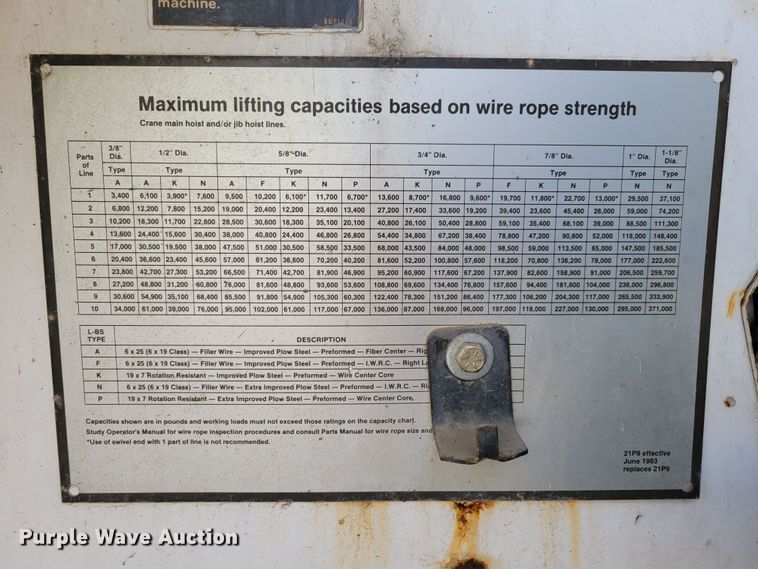 machine.
Maximum lifting capacities based on wire rope strength
Crane main hoist and/or jib hoist lines.
Parts of Line 3/8" Dia. 1/2" Dia. 5/8" Dia. 3/4" Dia. 7/8" Dia. 1" Dia. 1-1/8" Dia.
Type Type Type Type Type Type Type
A A K N A F K N P A K N P F K N P N N
1 3,400 6,100 3,900* 7,600 9,500 10,200 6,100* 11,700 6,700* 13,600 8,700* 16,800 9,600* 19,700 11,800* 22,700 13,000* 29,500 37,100
2 6,800 12,200 7,800 15,200 19,000 20,400 12,200 23,400 13,400 27,200 17,400 33,600 19,200 39,400 23,600 45,400 26,000 59,000 74,200
3 10,200 18,300 11,700 22,800 28,500 30,600 18,300 35,100 20,100 40,800 26,100 50,400 28,800 59,100 35,400 68,100 39,000 88,500 111,300
4 13,600 24,400 15,600 30,400 38,000 40,800 24,400 46,800 26,800 54,400 34,800 67,200 38,400 78,800 47,200 90,800 52,000 118,000 148,400
5 17,000 30,500 19,500 38,000 47,500 51,000 30,500 58,500 33,500 68,000 43,500 84,000 48,000 98,500 59,000 113,500 65,000 147,500 185,500
6 20,400 36,600 23,400 45,600 57,000 61,200 36,600 70,200 40,200 81,600 52,200 100,800 57,600 118,200 70,800 136,200 78,000 177,000 222,600
7 23,800 42,700 27,300 53,200 66,500 71,400 42,700 81,900 46,900 95,200 60,900 117,600 67,200 137,900 82,600 158,900 91,000 206,500 259,700
8 27,200 48,800 31,200 60,800 76,000 81,600 48,800 93,600 53,600 108,800 69,600 134,400 76,800 157,600 94,400 181,600 104,000 236,000 296,800
9 30,600 54,900 35,100 68,400 85,500 91,800 54,900 105,300 60,300 122,400 78,300 151,200 86,400 177,300 106,200 204,300 117,000 265,500 333,900
10 34,000 61,000 39,000 76,000 95,000 102,000 61,000 117,000 67,000 136,000 87,000 168,000 96,000 197,000 118,000 227,000 130,000 295,000 371,000
L-BS TYPE DESCRIPTION
A 6 x 25 (6 x 19 Class) — Filler Wire — Improved Plow Steel — Preformed — Fiber Center —
F 6 x 25 (6 x 19 Class) — Filler Wire — Improved Plow Steel — Preformed — I.W.R.C. — Right
K 19 x 7 Rotation Resistant — Improved Plow Steel — Preformed — Wire Center Core
N 6 x 25 (6 x 19 Class) — Filler Wire — Extra Improved Plow Steel — Preformed — I.W.R.C. —
P 19 x 7 Rotation Resistant — Extra Improved Plow Steel — Preformed — Wire Center Core
Capacities shown are in pounds and working loads must not exceed those ratings on the capacity chart.
Study Operator's Manual for wire rope inspection procedures and consult Parts Manual for wire rope size and
*Use of swivel end with 1 part of line is not recommended.
21P9 effective
June 1983
replaces 21P9
Purple Wave Auction